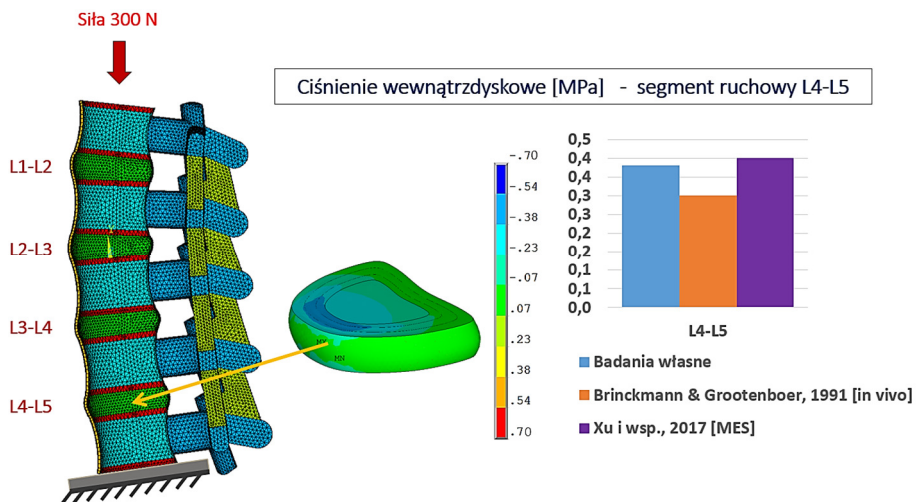 Siła 300 N
Ciśnienie wewnątrzdyskowe [MPa] - segment ruchowy L4-L5
L1-L2
L2-L3
L3-L4
L4-L5
-.70
-.54
-.38
-.23
-.07
.07
.23
.38
.54
.70
MX
MN
0,5
0,4
0,4
0,3
0,3
0,2
0,2
0,1
0,1
0,0
L4-L5
Badania własne
Brinckmann & Grootenboer, 1991 [in vivo]
Xu i wsp., 2017 [MES]